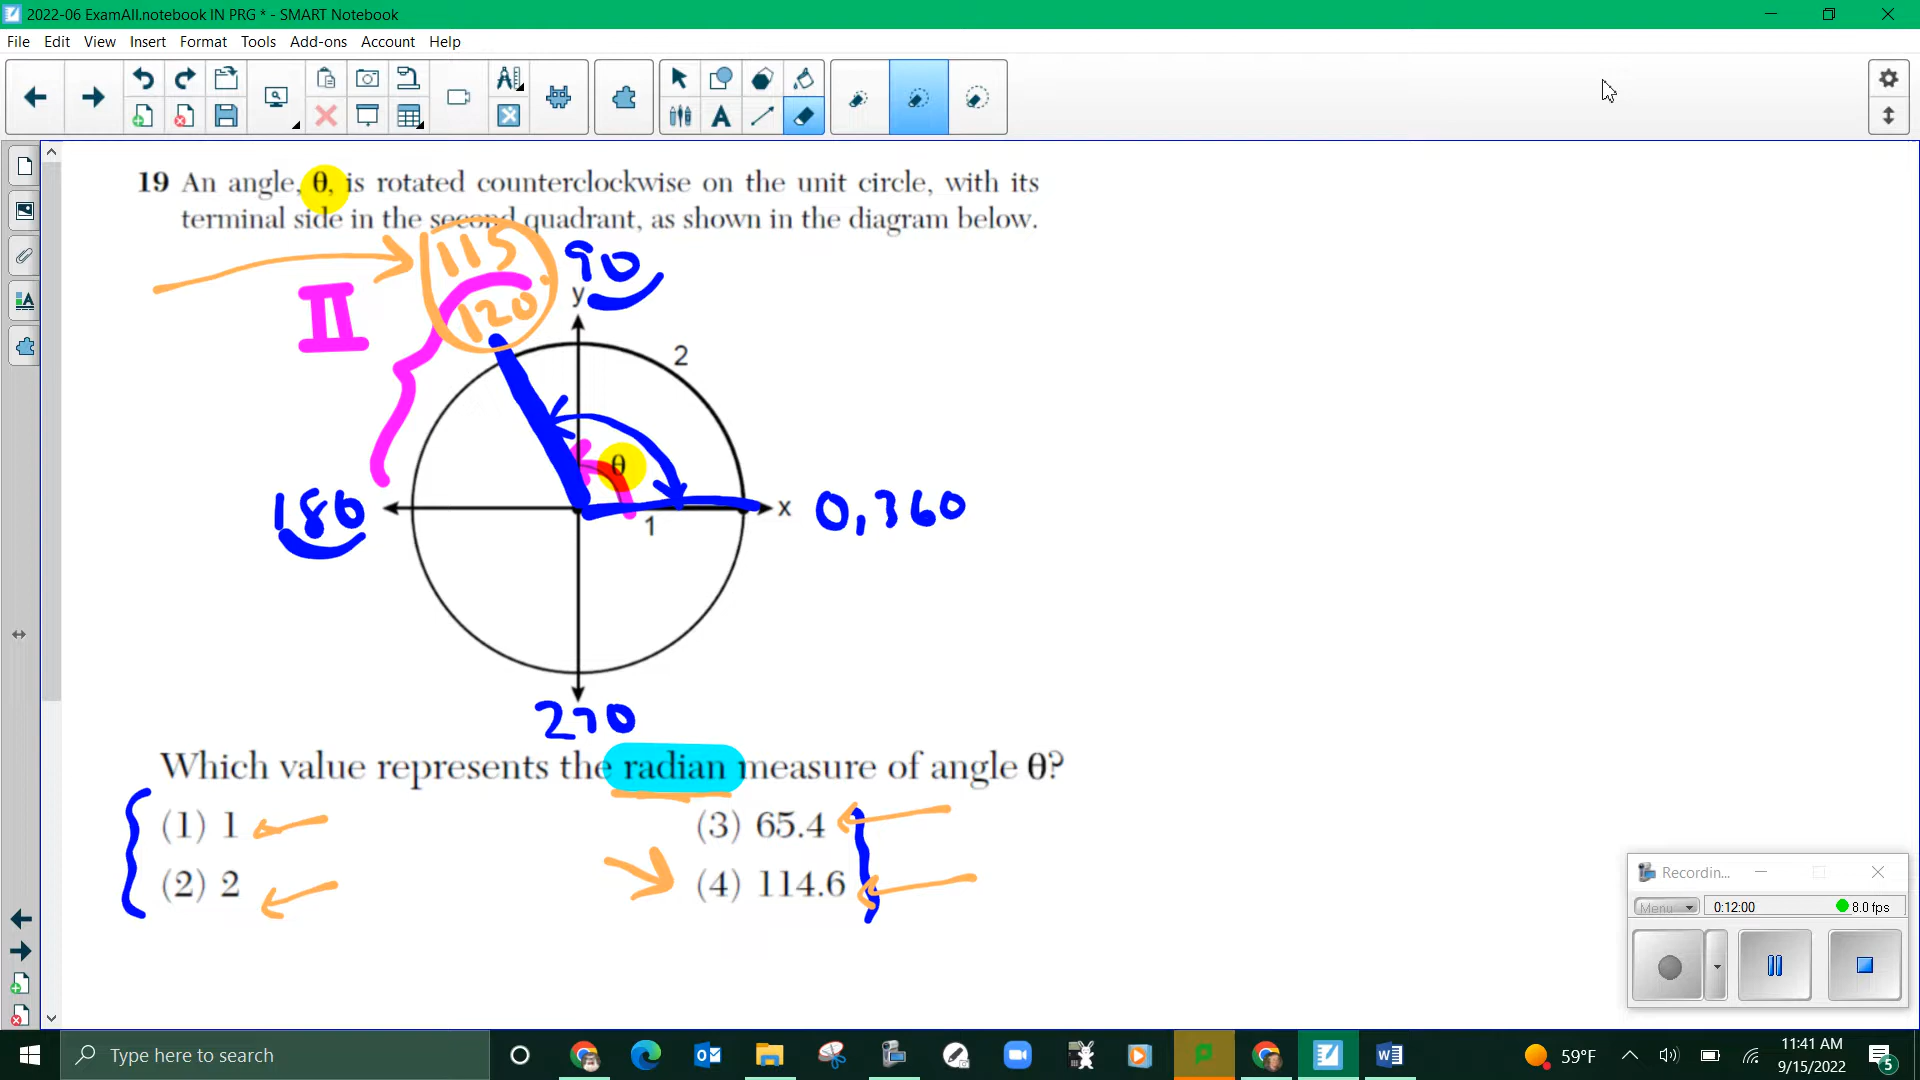 2022-06 ExamAll.notebook IN PRG * - SMART Notebook
File Edit View Insert Format Tools Add-ons Account Help
19 An angle, θ, is rotated counterclockwise on the unit circle, with its
terminal side in the second quadrant, as shown in the diagram below.
115
120
90
II
y
2
θ
180
x
0,360
1
270
Which value represents the radian measure of angle θ?
(1) 1
(3) 65.4
(2) 2
(4) 114.6
Recordin...
Menu
0:12:00
8.0 fps
Type here to search
59°F
11:41 AM
9/15/2022
5